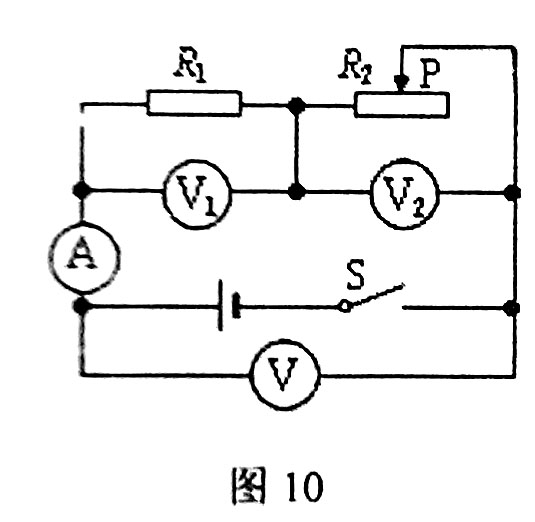 R₁ R₂ P
V₁ V₂
A
S
V
图 10